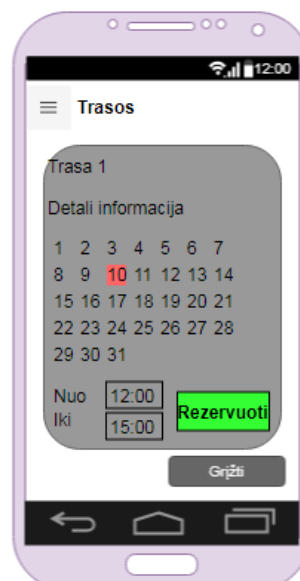 12:00
Trasos
Trasa 1
Detali informacija
1 2 3 4 5 6 7
8 9 10 11 12 13 14
15 16 17 18 19 20 21
22 23 24 25 26 27 28
29 30 31
Nuo 12:00
Iki 15:00
Rezervuoti
Grįžti